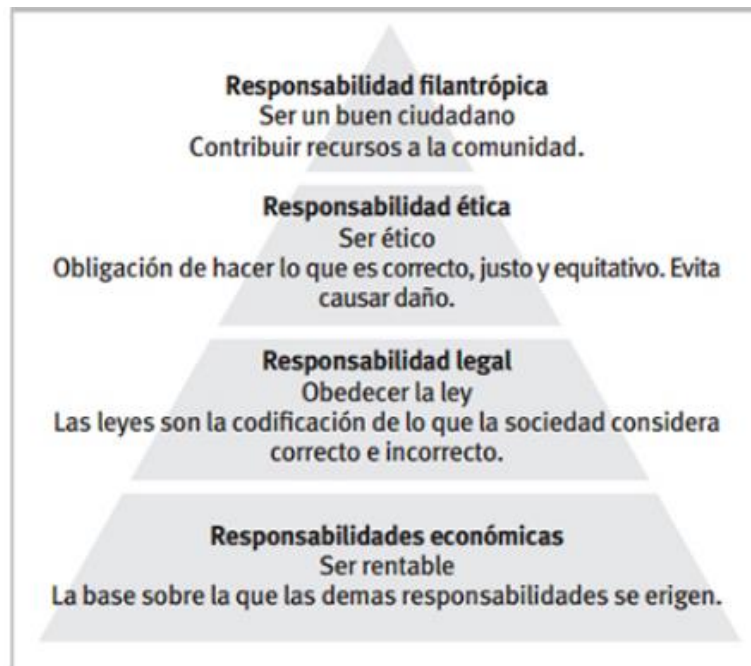 Responsabilidad filantrópica
Ser un buen ciudadano
Contribuir recursos a la comunidad.
Responsabilidad ética
Ser ético
Obligación de hacer lo que es correcto, justo y equitativo. Evita
causar daño.
Responsabilidad legal
Obedecer la ley
Las leyes son la codificación de lo que la sociedad considera
correcto e incorrecto.
Responsabilidades económicas
Ser rentable
La base sobre la que las demas responsabilidades se erigen.